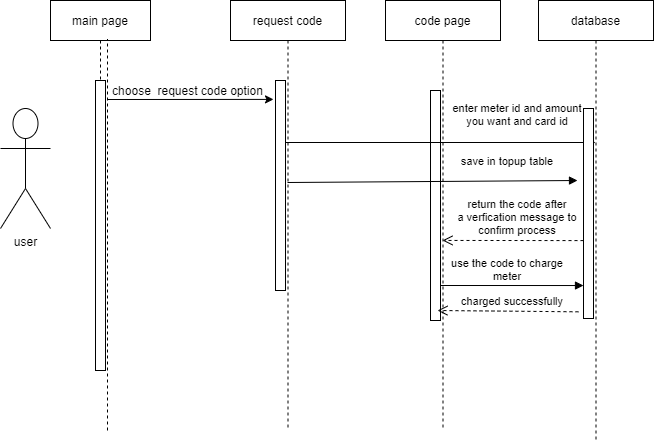 main page
request code
code page
database
choose  request code option
enter meter id and amount
you want and card id
save in topup table
return the code after
a verfication message to
confirm process
user
use the code to charge
meter
charged successfully